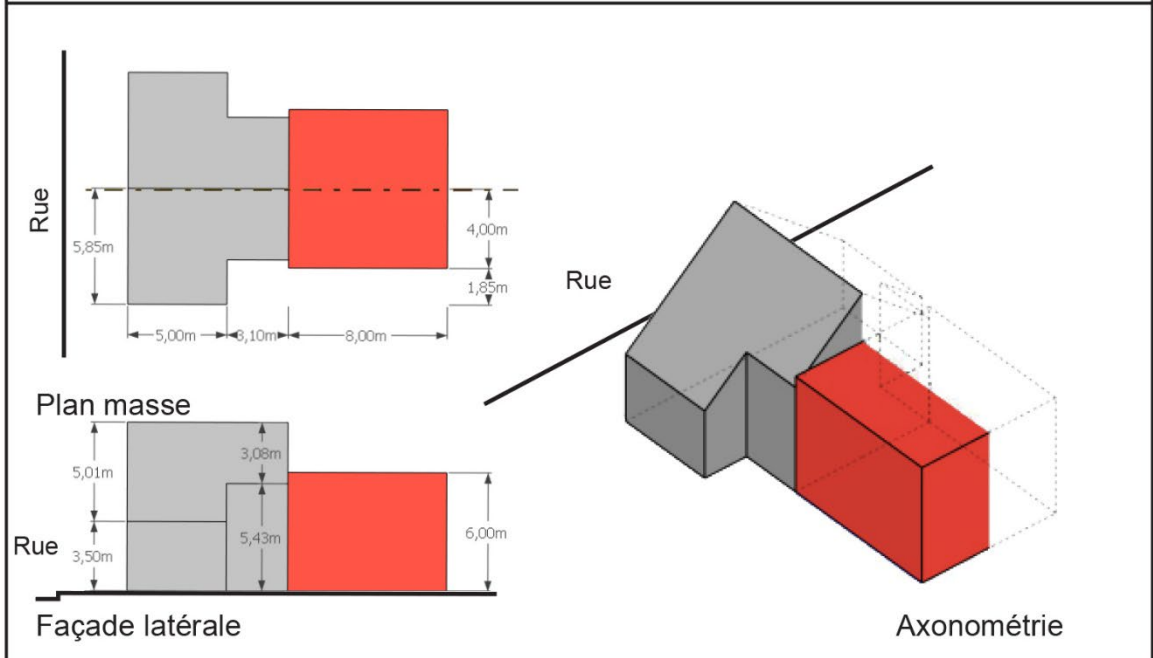 Rue
5,85m
4,00m
1,85m
5,00m
3,10m
8,00m
Plan masse
5,01m
3,08m
Rue
3,50m
5,43m
6,00m
Façade latérale
Rue
Axonométrie